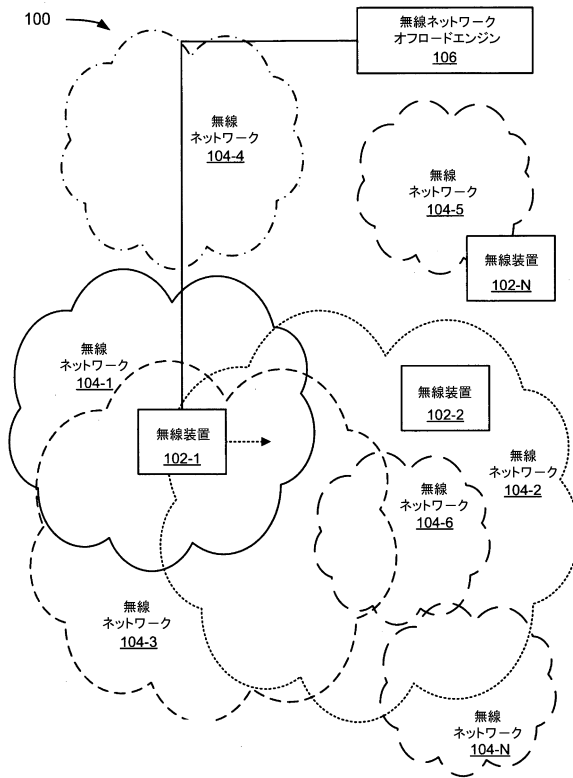 100
無線ネットワーク
オフロードエンジン
106
無線
ネットワーク
104-4
無線
ネットワーク
104-5
無線装置
102-N
無線
ネットワーク
104-1
無線装置
102-2
無線装置
102-1
無線
ネットワーク
104-2
無線
ネットワーク
104-6
無線
ネットワーク
104-3
無線
ネットワーク
104-N